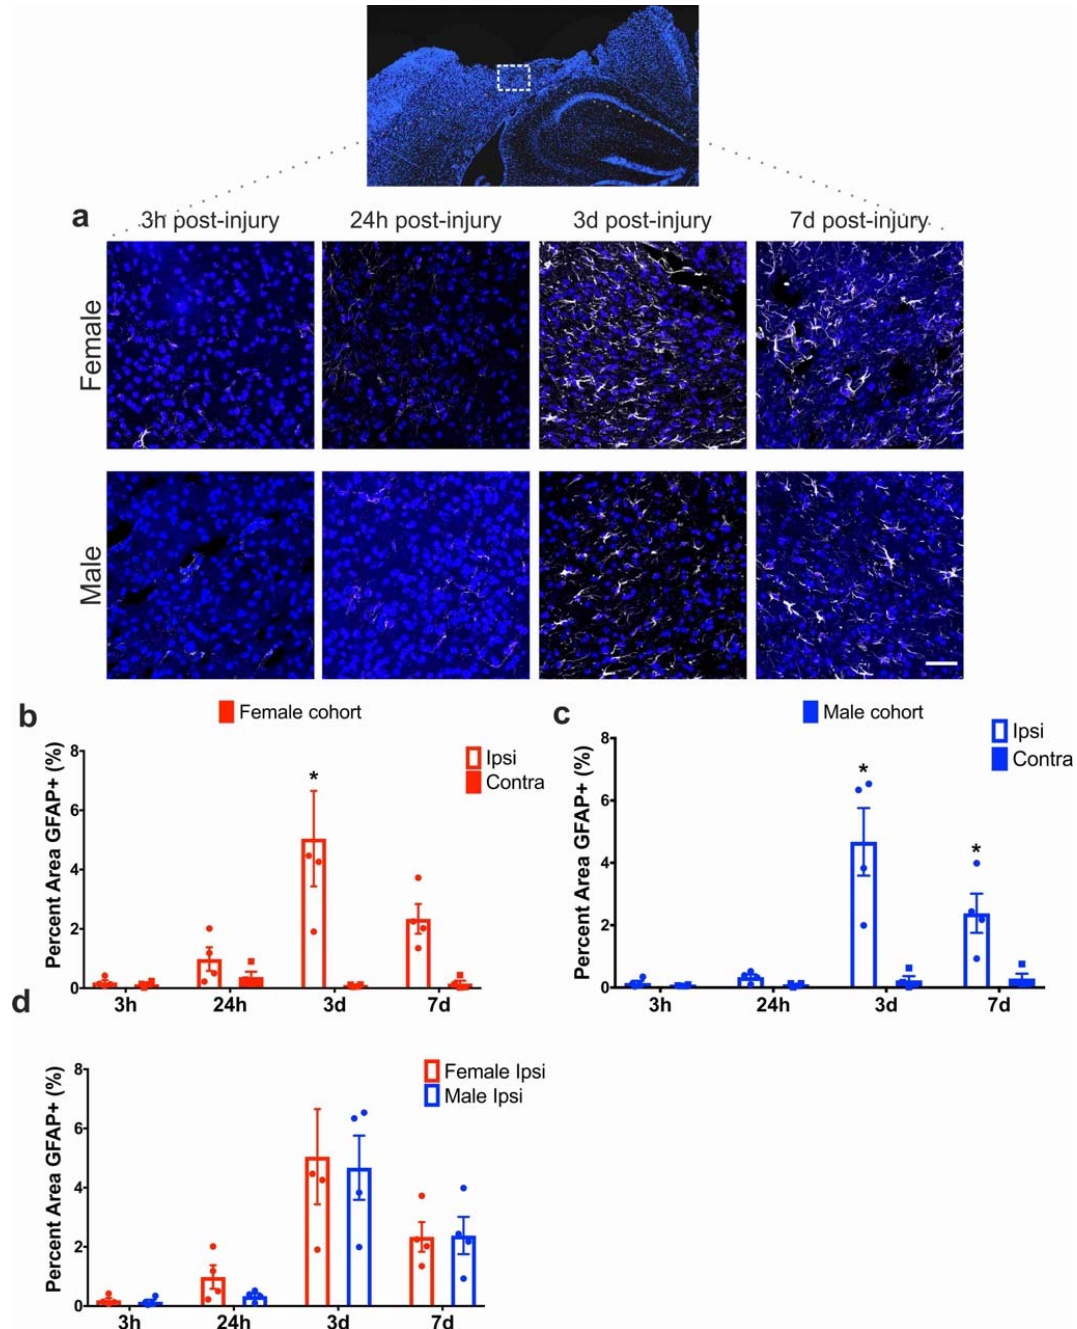 a
3h post-injury 24h post-injury 3d post-injury 7d post-injury
Female
Male
b
Female cohort
Ipsi
Contra
Percent Area GFAP+ (%)
8
6
4
2
0
*
3h 24h 3d 7d
c
Male cohort
Ipsi
Contra
Percent Area GFAP+ (%)
8
6
4
2
0
*
*
3h 24h 3d 7d
d
Female Ipsi
Male Ipsi
Percent Area GFAP+ (%)
8
6
4
2
0
3h 24h 3d 7d